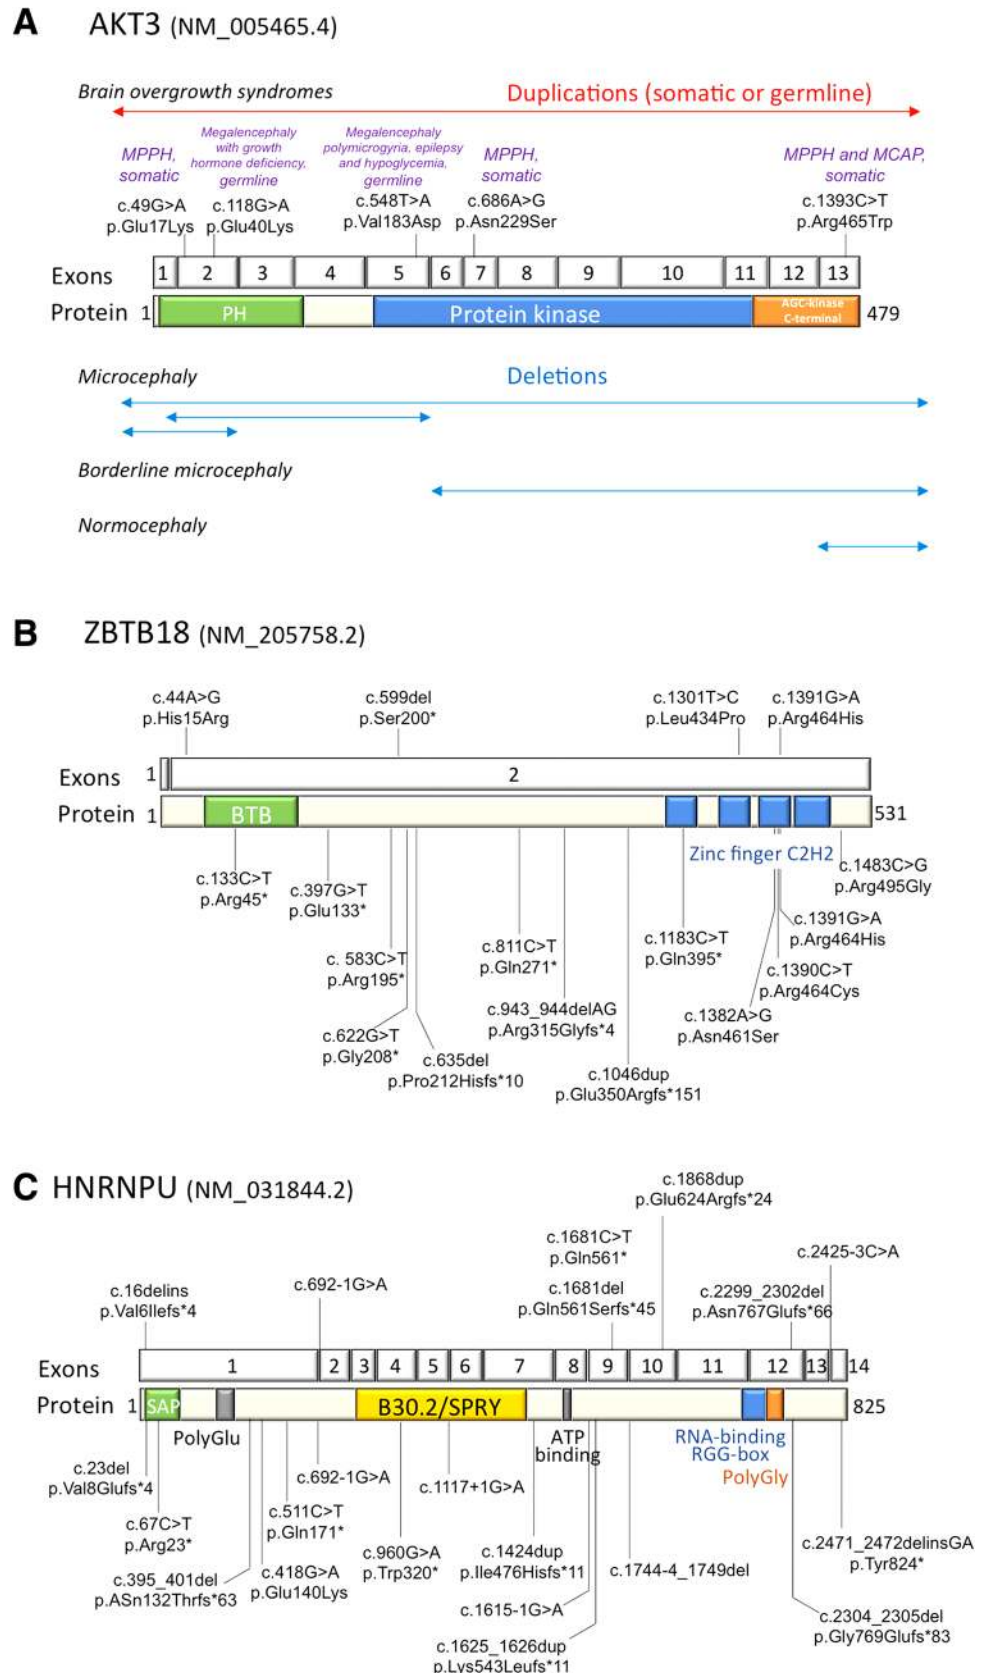 A AKT3 (NM_005465.4)
Brain overgrowth syndromes
Duplications (somatic or germline)
MPPH,
somatic
c.49G>A
p.Glu17Lys
Megalencephaly
with growth
hormone deficiency,
germline
c.118G>A
p.Glu40Lys
Megalencephaly
polymicrogyria, epilepsy
and hypoglycemia,
germline
c.548T>A
p.Val183Asp
MPPH,
somatic
c.686A>G
p.Asn229Ser
MPPH and MCAP,
somatic
c.1393C>T
p.Arg465Trp
Exons 1 2 3 4 5 6 7 8 9 10 11 12 13
Protein 1 PH Protein kinase AGC-kinase
C-terminal 479
Microcephaly
Deletions
Borderline microcephaly
Normocephaly
B ZBTB18 (NM_205758.2)
c.44A>G
p.His15Arg
c.599del
p.Ser200*
c.1301T>C
p.Leu434Pro
c.1391G>A
p.Arg464His
Exons 1 2
Protein 1 BTB 531
Zinc finger C2H2
c.133C>T
p.Arg45*
c.397G>T
p.Glu133*
c. 583C>T
p.Arg195*
c.622G>T
p.Gly208*
c.635del
p.Pro212Hisfs*10
c.811C>T
p.Gln271*
c.943_944delAG
p.Arg315Glyfs*4
c.1046dup
p.Glu350Argfs*151
c.1183C>T
p.Gln395*
c.1382A>G
p.Asn461Ser
c.1390C>T
p.Arg464Cys
c.1391G>A
p.Arg464His
c.1483C>G
p.Arg495Gly
C HNRNPU (NM_031844.2)
c.16delins
p.Val6Ilefs*4
c.692-1G>A
c.1681C>T
p.Gln561*
c.1681del
p.Gln561Serfs*45
c.1868dup
p.Glu624Argfs*24
c.2299_2302del
p.Asn767Glufs*66
c.2425-3C>A
Exons 1 2 3 4 5 6 7 8 9 10 11 12 13 14
Protein 1 SAP B30.2/SPRY 825
PolyGlu
ATP
binding
RNA-binding
RGG-box
PolyGly
c.23del
p.Val8Glufs*4
c.67C>T
p.Arg23*
c.395_401del
p.ASn132Thrfs*63
c.418G>A
p.Glu140Lys
c.511C>T
p.Gln171*
c.692-1G>A
c.960G>A
p.Trp320*
c.1117+1G>A
c.1424dup
p.Ile476Hisfs*11
c.1615-1G>A
c.1625_1626dup
p.Lys543Leufs*11
c.1744-4_1749del
c.2471_2472delinsGA
p.Tyr824*
c.2304_2305del
p.Gly769Glufs*83